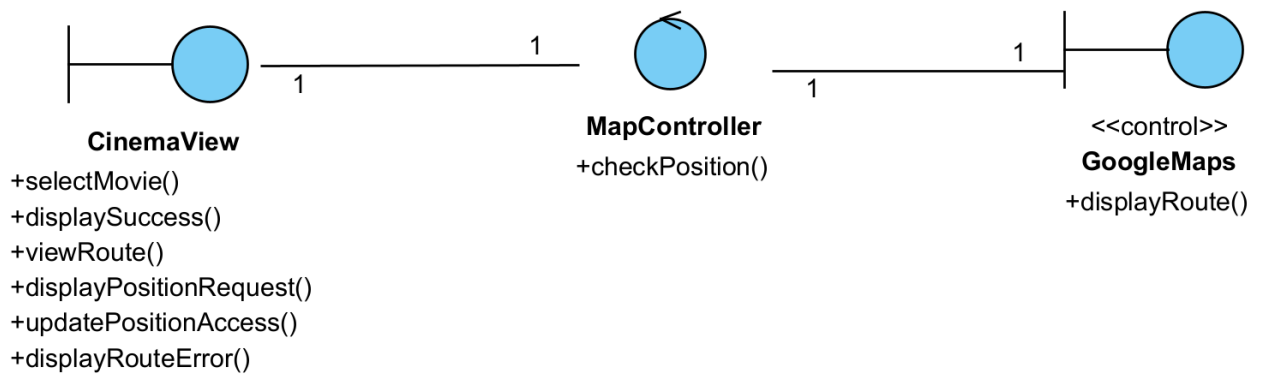 1
1
CinemaView
+selectMovie()
+displaySuccess()
+viewRoute()
+displayPositionRequest()
+updatePositionAccess()
+displayRouteError()
MapController
+checkPosition()
1
1
<<control>>
GoogleMaps
+displayRoute()